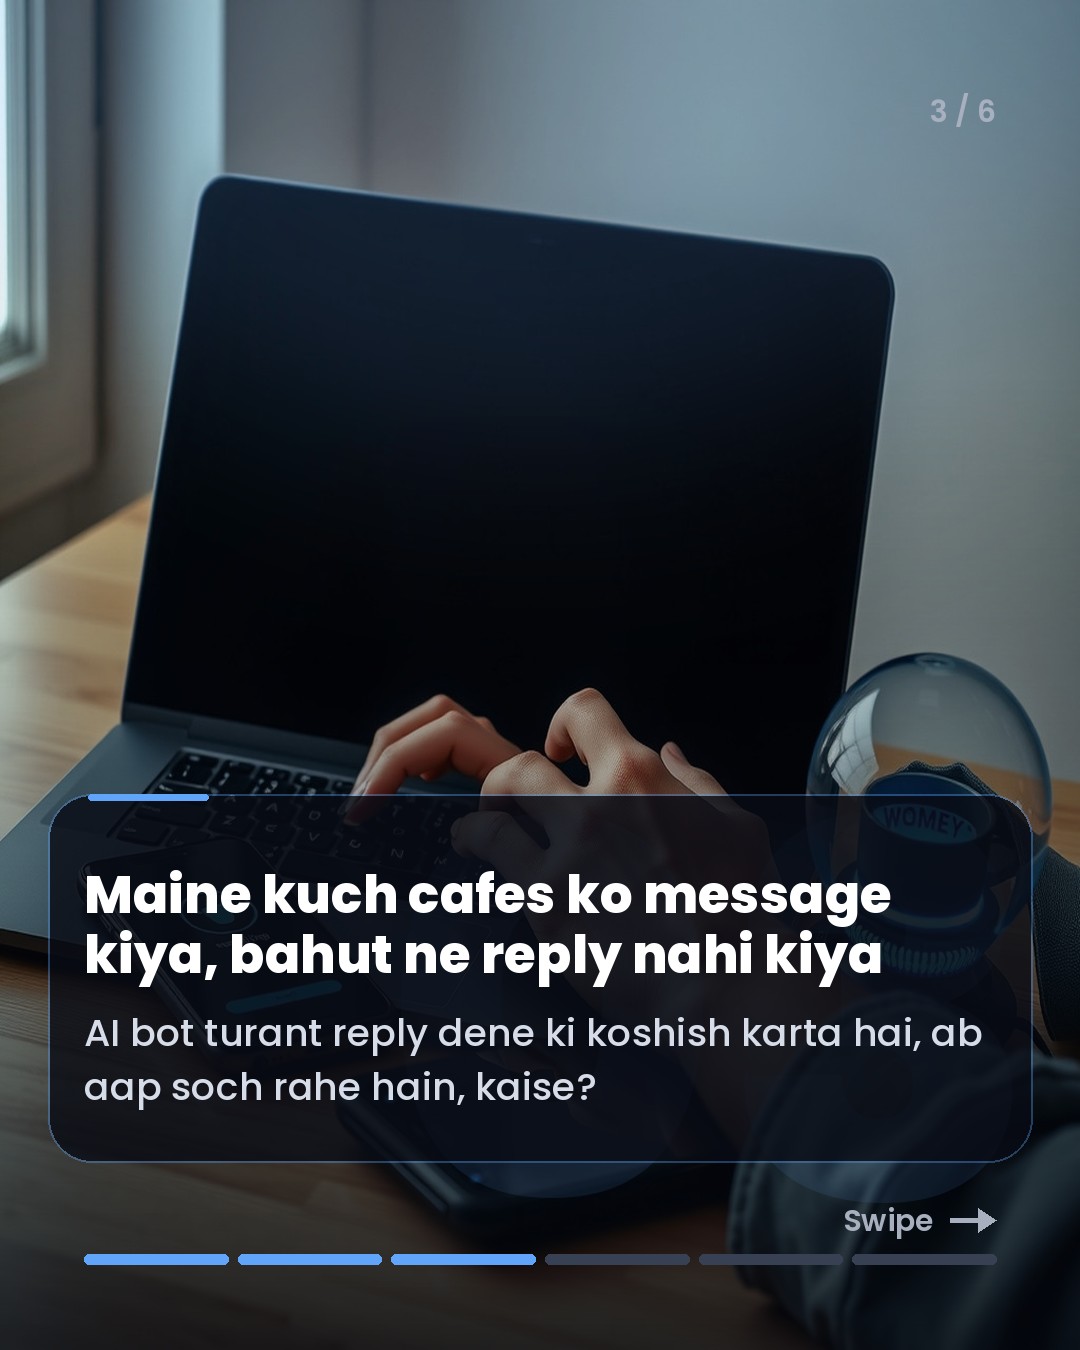 3 / 6
WOMEY
Maine kuch cafes ko message
kiya, bahut ne reply nahi kiya
AI bot turant reply dene ki koshish karta hai, ab
aap soch rahe hain, kaise?
Swipe